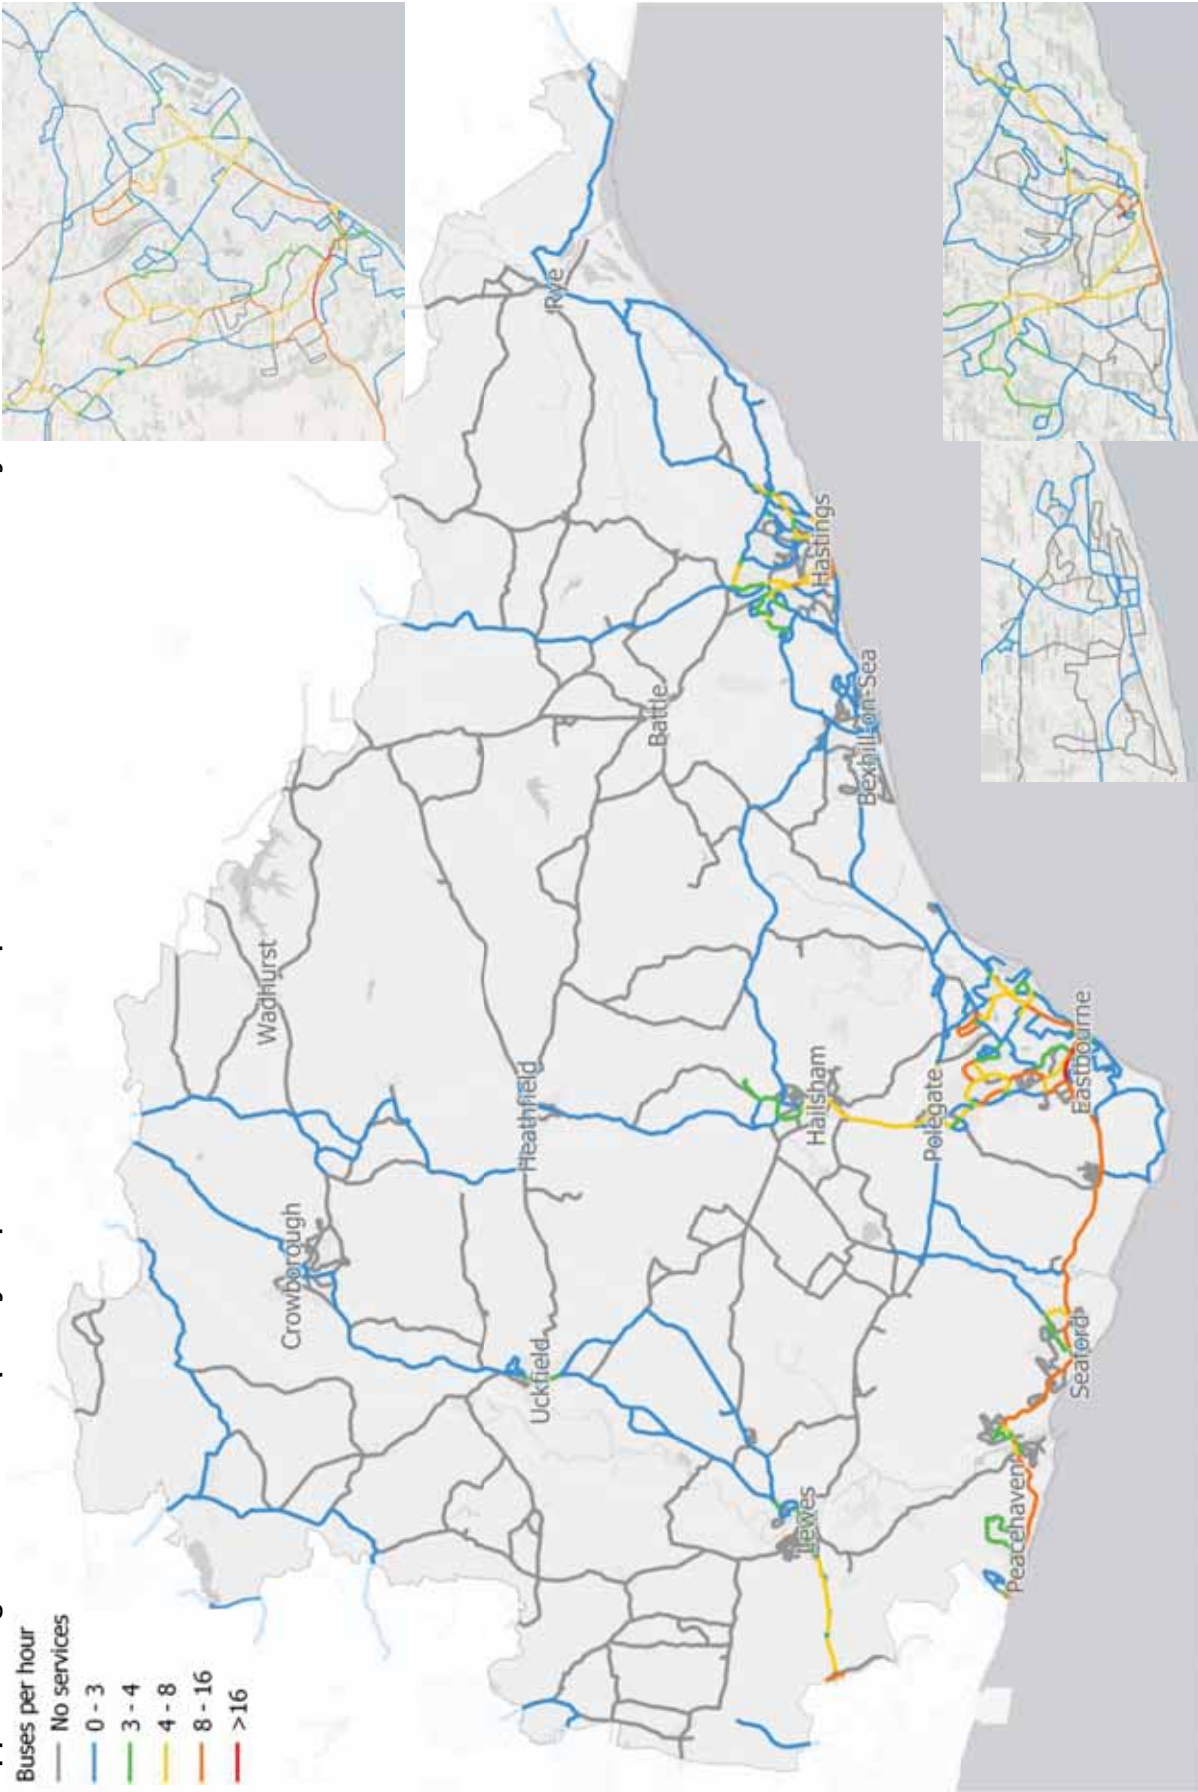 Buses per hour
No services
0 - 3
3 - 4
4 - 8
8 - 16
>16
Crowborough
Wadhurst
Uckfield
Heathfield
Battle
Rye
Lewes
Hailsham
Polegate
Bexhill-on-Sea
Hastings
Peacehaven
Seaford
Eastbourne